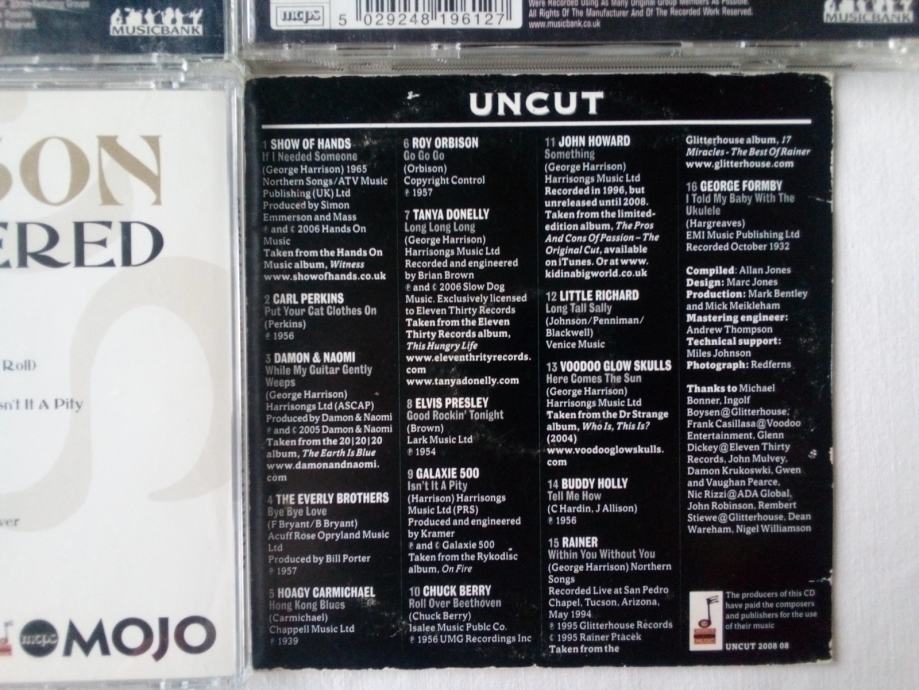 MUSICBANK
mcps
5 029248 196127
Were Recorded Using As Many Original Group Members As Possible.
All Rights Of The Manufacturer And Of The Recorded Work Reserved.
www.musicbank.co.uk
MUSICBANK
SON
ERED
ROLL)
ISN'T IT A PITY
VER
mcps MOJO
UNCUT
1 SHOW OF HANDS
If I Needed Someone
(George Harrison) 1965
Northern Songs/ATV Music
Publishing (UK) Ltd
Produced by Simon
Emmerson and Mass
℗ and © 2006 Hands On
Music
Taken from the Hands On
Music album, Witness
www.showofhands.co.uk
2 CARL PERKINS
Put Your Cat Clothes On
(Perkins)
℗ 1956
3 DAMON & NAOMI
While My Guitar Gently
Weeps
(George Harrison)
Harrisongs Ltd (ASCAP)
Produced by Damon & Naomi
℗ and © 2005 Damon & Naomi
Taken from the 20|20|20
album, The Earth Is Blue
www.damonandnaomi.
com
4 THE EVERLY BROTHERS
Bye Bye Love
(F Bryant/B Bryant)
Acuff Rose Opryland Music
Ltd
Produced by Bill Porter
℗ 1957
5 HOAGY CARMICHAEL
Hong Kong Blues
(Carmichael)
Chappell Music Ltd
℗ 1939
6 ROY ORBISON
Go Go Go
(Orbison)
Copyright Control
℗ 1957
7 TANYA DONELLY
Long Long Long
(George Harrison)
Harrisongs Music Ltd
Recorded and engineered
by Brian Brown
℗ and © 2006 Slow Dog
Music. Exclusively licensed
to Eleven Thirty Records
Taken from the Eleven
Thirty Records album,
This Hungry Life
www.eleventhrityrecords.
com
www.tanyadonelly.com
8 ELVIS PRESLEY
Good Rockin' Tonight
(Brown)
Lark Music Ltd
℗ 1954
9 GALAXIE 500
Isn't It A Pity
(Harrison) Harrisongs
Music Ltd (PRS)
Produced and engineered
by Kramer
℗ and © Galaxie 500
Taken from the Rykodisc
album, On Fire
10 CHUCK BERRY
Roll Over Beethoven
(Chuck Berry)
Isalee Music Publc Co.
℗ 1956 UMG Recordings Inc
11 JOHN HOWARD
Something
(George Harrison)
Harrisongs Music Ltd
Recorded in 1996, but
unreleased until 2008.
Taken from the limited-
edition album, The Pros
And Cons Of Passion – The
Original Cut, available
on iTunes. Or at www.
kidinabigworld.co.uk
12 LITTLE RICHARD
Long Tall Sally
(Johnson/Penniman/
Blackwell)
Venice Music
13 VOODOO GLOW SKULLS
Here Comes The Sun
(George Harrison)
Harrisongs Music Ltd
Taken from the Dr Strange
album, Who Is, This Is?
(2004)
www.voodooglowskulls.
com
14 BUDDY HOLLY
Tell Me How
(C Hardin, J Allison)
℗ 1956
15 RAINER
Within You Without You
(George Harrison) Northern
Songs
Recorded Live at San Pedro
Chapel, Tucson, Arizona,
May 1994
℗ 1995 Glitterhouse Records
© 1995 Rainer Ptàcek
Taken from the
Glitterhouse album, 17
Miracles - The Best Of Rainer
www.glitterhouse.com
16 GEORGE FORMBY
I Told My Baby With The
Ukulele
(Hargreaves)
EMI Music Publishing Ltd
Recorded October 1932
Compiled: Allan Jones
Design: Marc Jones
Production: Mark Bentley
and Mick Meikleham
Mastering engineer:
Andrew Thompson
Technical support:
Miles Johnson
Photograph: Redferns
Thanks to Michael
Bonner, Ingolf
Boysen@Glitterhouse,
Frank Casillasa@Voodoo
Entertainment, Glenn
Dickey@Eleven Thirty
Records, John Mulvey,
Damon Krukoswki, Gwen
and Vaughan Pearce,
Nic Rizzi@ADA Global,
John Robinson, Rembert
Stiewe@Glitterhouse, Dean
Wareham, Nigel Williamson
The producers of this CD
have paid the composers
and publishers for the use
of their music
UNCUT 2008 08